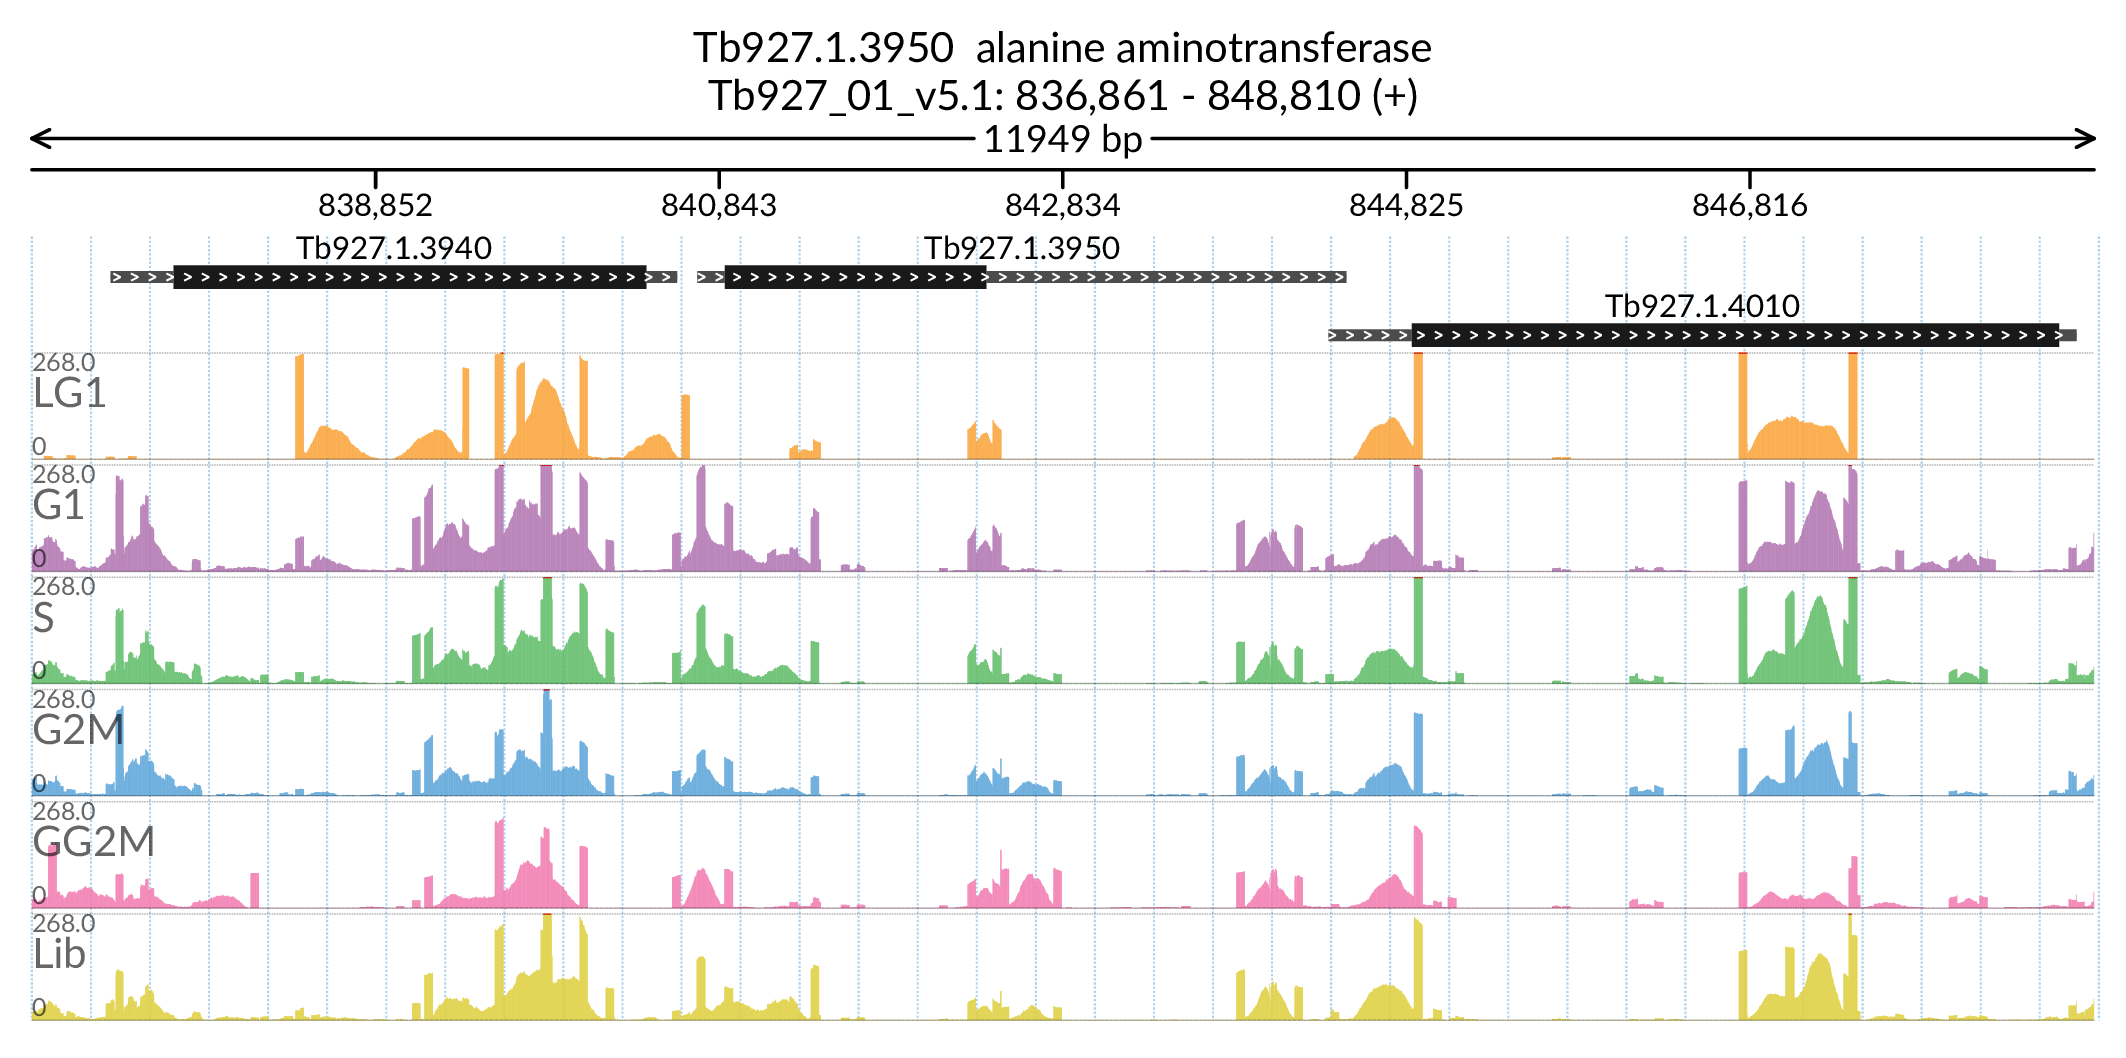 Tb927.1.3950 alanine aminotransferase
Tb927_01_v5.1: 836,861 - 848,810 (+)
11949 bp
838,852 840,843 842,834 844,825 846,816
Tb927.1.3940 Tb927.1.3950
Tb927.1.4010
268.0
LG1
0
268.0
G1
0
268.0
S
0
268.0
G2M
0
268.0
GG2M
0
268.0
Lib
0